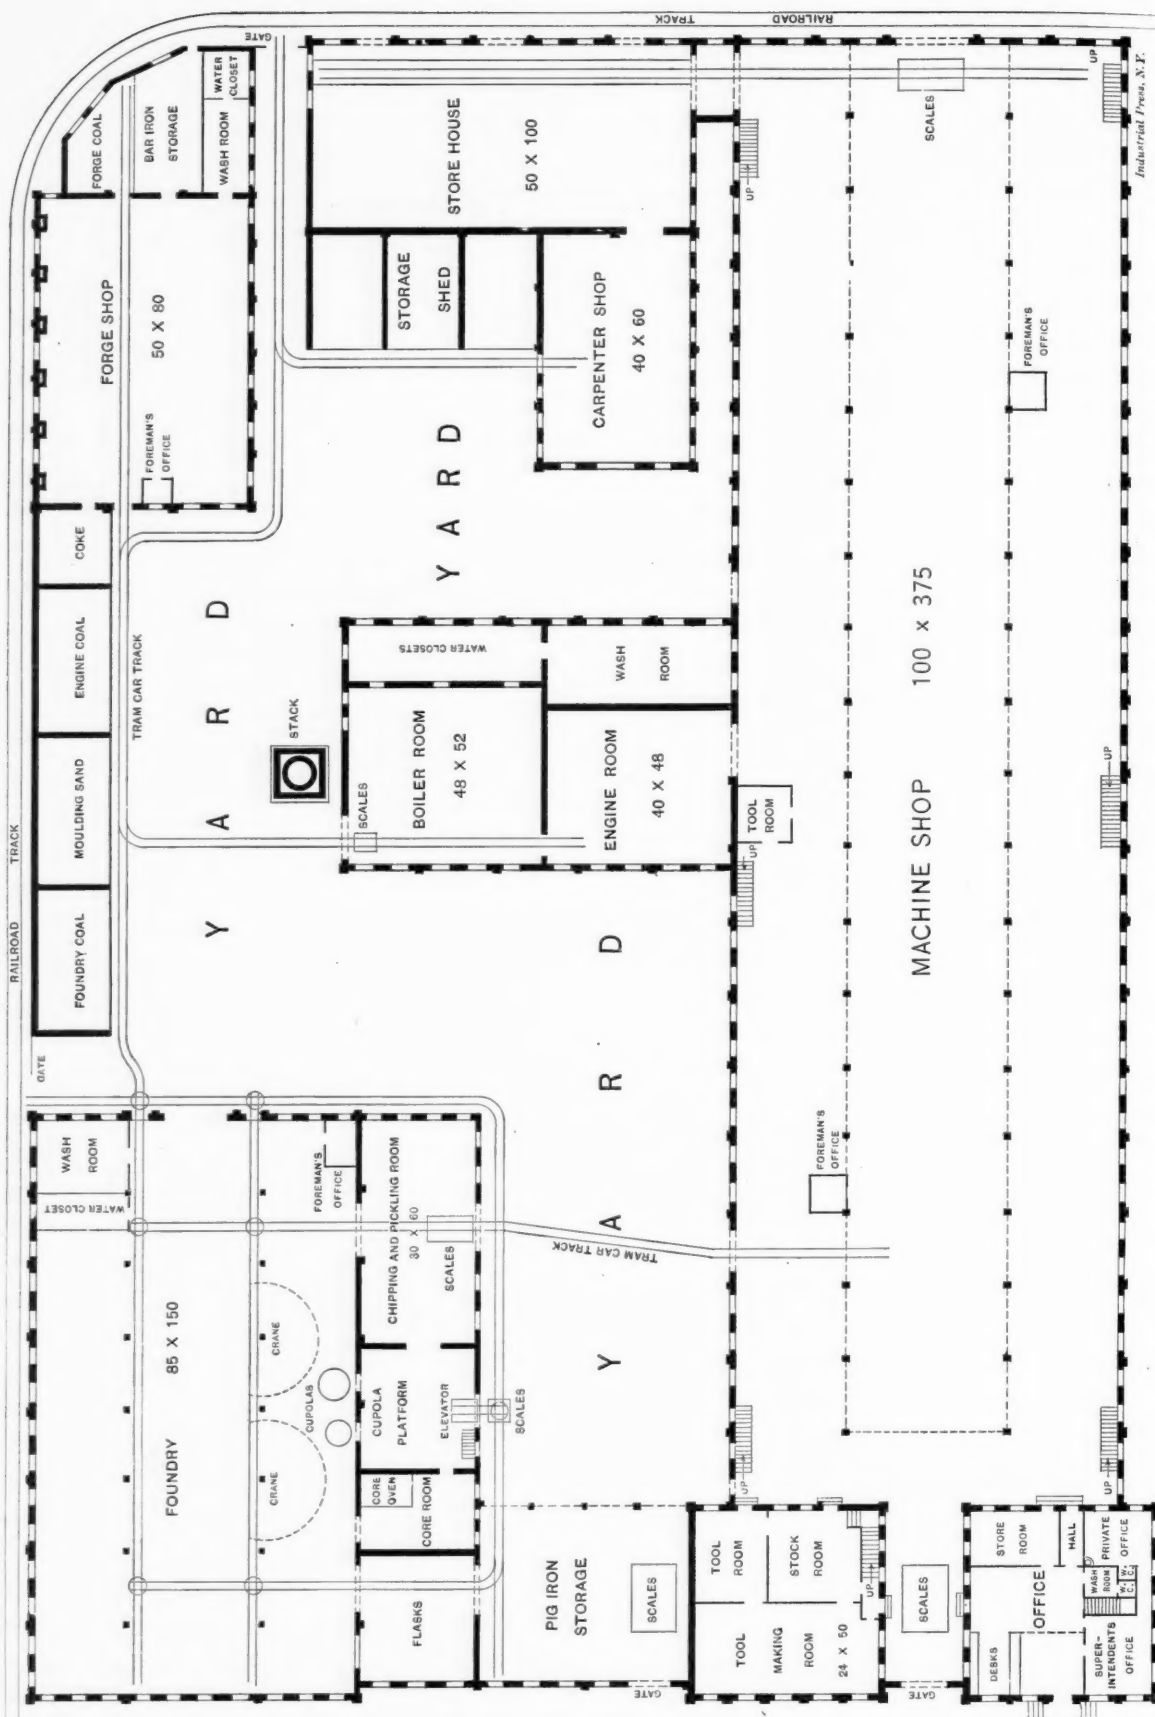 RAILROAD TRACK
RAILROAD TRACK
GATE
GATE
WASH
ROOM
WATER CLOSET
FOUNDRY 85 X 150
FOREMAN'S
OFFICE
CRANE
CRANE
CUPOLAS
CHIPPING AND PICKLING ROOM
30 X 60
SCALES
CUPOLA
PLATFORM
ELEVATOR
SCALES
CORE
OVEN
CORE ROOM
FLASKS
PIG IRON
STORAGE
SCALES
GATE
FOUNDRY COAL
MOULDING SAND
ENGINE COAL
COKE
TRAM CAR TRACK
FORGE SHOP
50 X 80
FOREMAN'S
OFFICE
FORGE COAL
BAR IRON
STORAGE
WASH ROOM
WATER
CLOSET
YARD
STACK
YARD
YARD
TRAM CAR TRACK
SCALES
BOILER ROOM
48 X 52
WATER CLOSETS
ENGINE ROOM
40 X 48
WASH
ROOM
STORAGE
SHED
STORE HOUSE
50 X 100
CARPENTER SHOP
40 X 60
TOOL
ROOM
STOCK
ROOM
TOOL
MAKING
ROOM
24 X 50
UP
SCALES
GATE
UP
UP
UP
UP
UP
UP
TOOL
ROOM
MACHINE SHOP 100 x 375
FOREMAN'S
OFFICE
FOREMAN'S
OFFICE
SCALES
STORE
ROOM
HALL
PRIVATE
OFFICE
WASH
ROOM
W. C.
W. C.
OFFICE
DESKS
SUPER-
INTENDENTS
OFFICE
Industrial Press, N.Y.